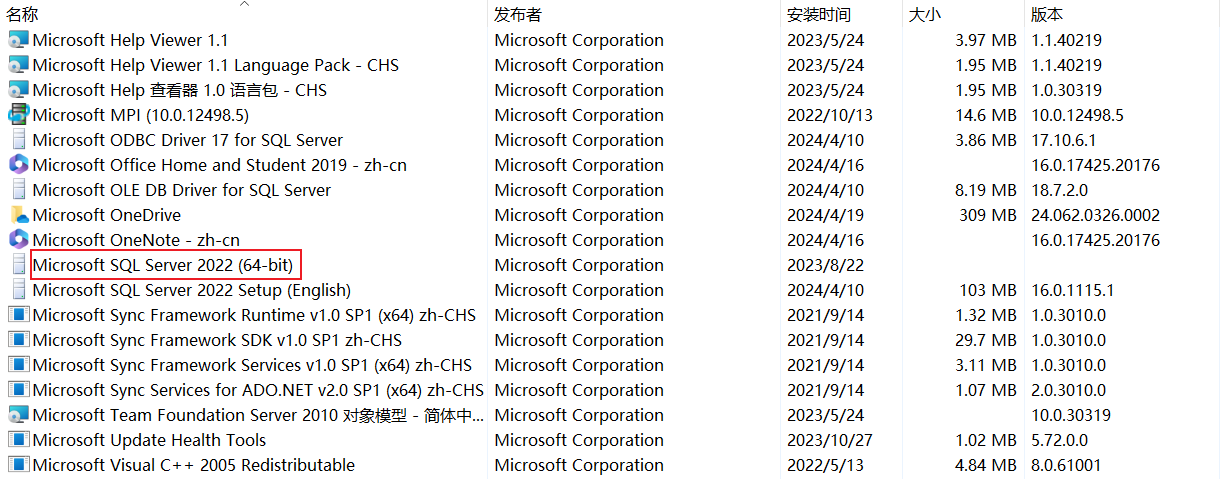 名称 发布者 安装时间 大小 版本
Microsoft Help Viewer 1.1 Microsoft Corporation 2023/5/24 3.97 MB 1.1.40219
Microsoft Help Viewer 1.1 Language Pack - CHS Microsoft Corporation 2023/5/24 1.95 MB 1.1.40219
Microsoft Help 查看器 1.0 语言包 - CHS Microsoft Corporation 2023/5/24 1.95 MB 1.0.30319
Microsoft MPI (10.0.12498.5) Microsoft Corporation 2022/10/13 14.6 MB 10.0.12498.5
Microsoft ODBC Driver 17 for SQL Server Microsoft Corporation 2024/4/10 3.86 MB 17.10.6.1
Microsoft Office Home and Student 2019 - zh-cn Microsoft Corporation 2024/4/16 16.0.17425.20176
Microsoft OLE DB Driver for SQL Server Microsoft Corporation 2024/4/10 8.19 MB 18.7.2.0
Microsoft OneDrive Microsoft Corporation 2024/4/19 309 MB 24.062.0326.0002
Microsoft OneNote - zh-cn Microsoft Corporation 2024/4/16 16.0.17425.20176
Microsoft SQL Server 2022 (64-bit) Microsoft Corporation 2023/8/22
Microsoft SQL Server 2022 Setup (English) Microsoft Corporation 2024/4/10 103 MB 16.0.1115.1
Microsoft Sync Framework Runtime v1.0 SP1 (x64) zh-CHS Microsoft Corporation 2021/9/14 1.32 MB 1.0.3010.0
Microsoft Sync Framework SDK v1.0 SP1 zh-CHS Microsoft Corporation 2021/9/14 29.7 MB 1.0.3010.0
Microsoft Sync Framework Services v1.0 SP1 (x64) zh-CHS Microsoft Corporation 2021/9/14 3.11 MB 1.0.3010.0
Microsoft Sync Services for ADO.NET v2.0 SP1 (x64) zh-CHS Microsoft Corporation 2021/9/14 1.07 MB 2.0.3010.0
Microsoft Team Foundation Server 2010 对象模型 - 简体中... Microsoft Corporation 2023/5/24 10.0.30319
Microsoft Update Health Tools Microsoft Corporation 2023/10/27 1.02 MB 5.72.0.0
Microsoft Visual C++ 2005 Redistributable Microsoft Corporation 2022/5/13 4.84 MB 8.0.61001